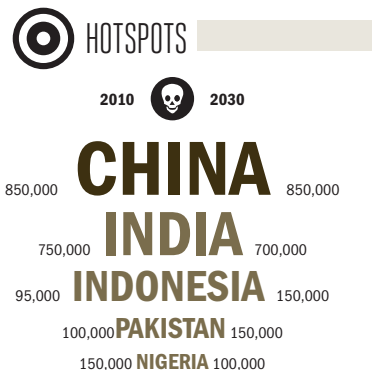 HOTSPOTS
2010 2030
850,000 CHINA 850,000
750,000 INDIA 700,000
95,000 INDONESIA 150,000
100,000 PAKISTAN 150,000
150,000 NIGERIA 100,000